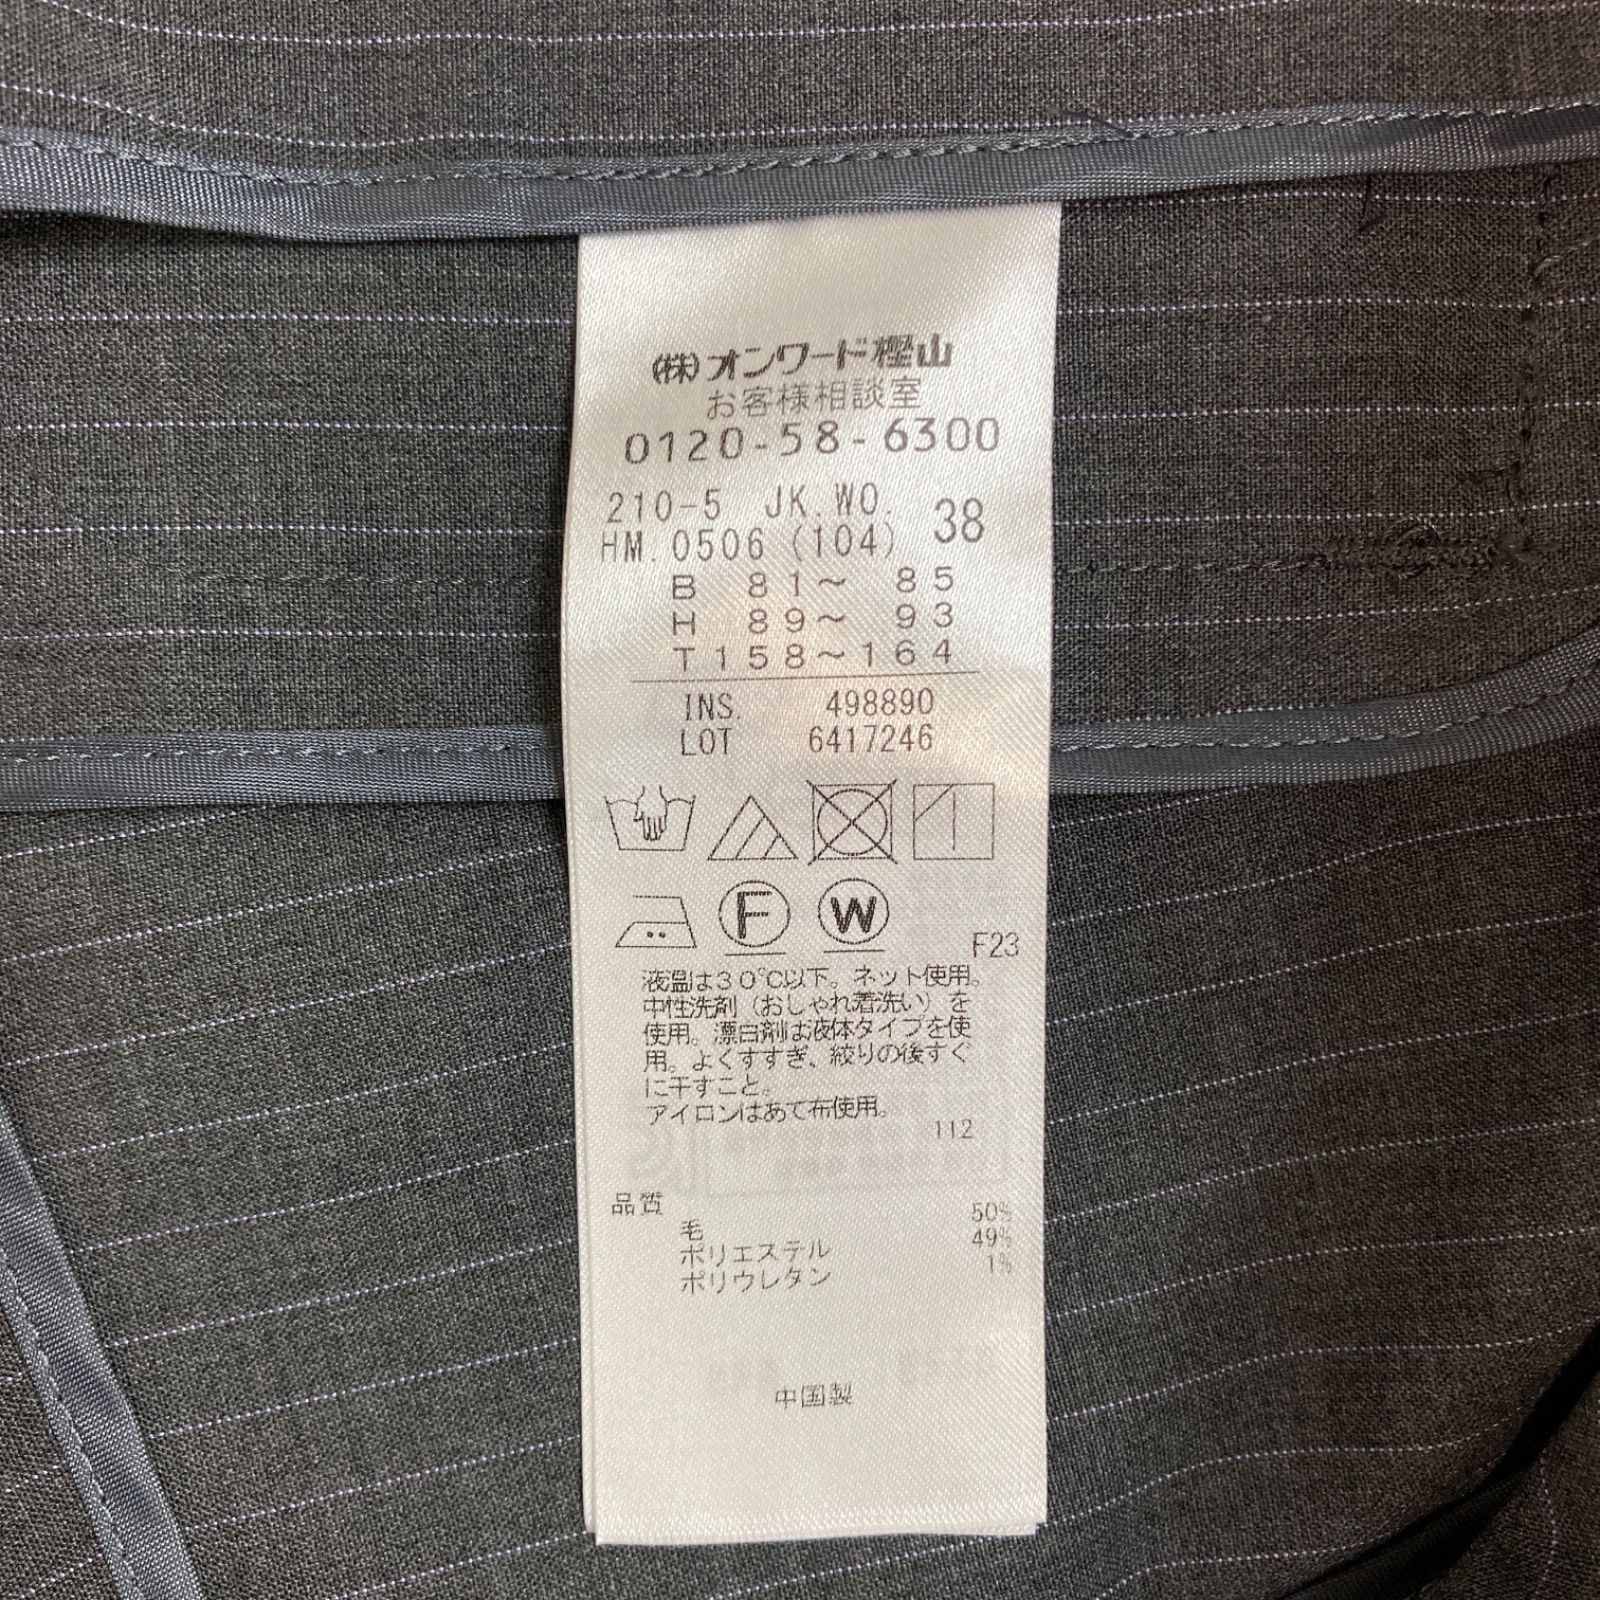 (株)オンワード樫山
お客様相談室
0120-58-6300
210-5 JK.WO. 38
HM.0506 (104)
B 81～ 85
H 89～ 93
T158～164
INS. 498890
LOT 6417246
F W
F23
液温は30℃以下。ネット使用。
中性洗剤（おしゃれ着洗い）を
使用。漂白剤は液体タイプを使
用。よくすすぎ、絞りの後すぐ
に干すこと。
アイロンはあて布使用。
112
品質
毛 50%
ポリエステル 49%
ポリウレタン 1%
中国製